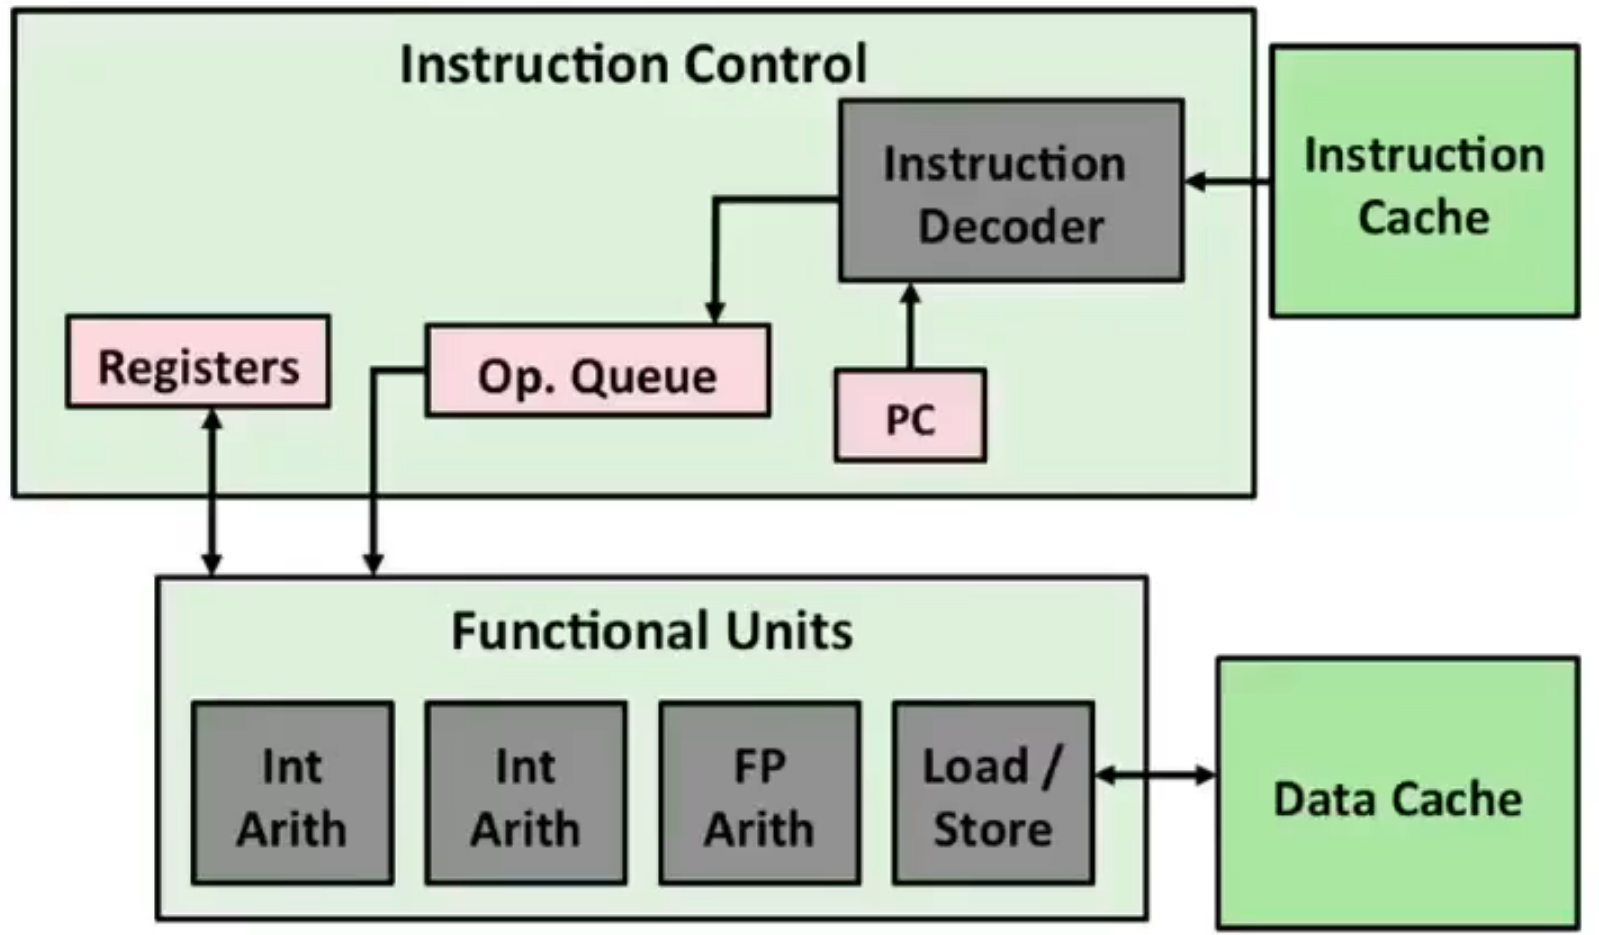 Instruction Control
Instruction
Decoder
Instruction
Cache
Registers
Op. Queue
PC
Functional Units
Int
Arith
Int
Arith
FP
Arith
Load /
Store
Data Cache